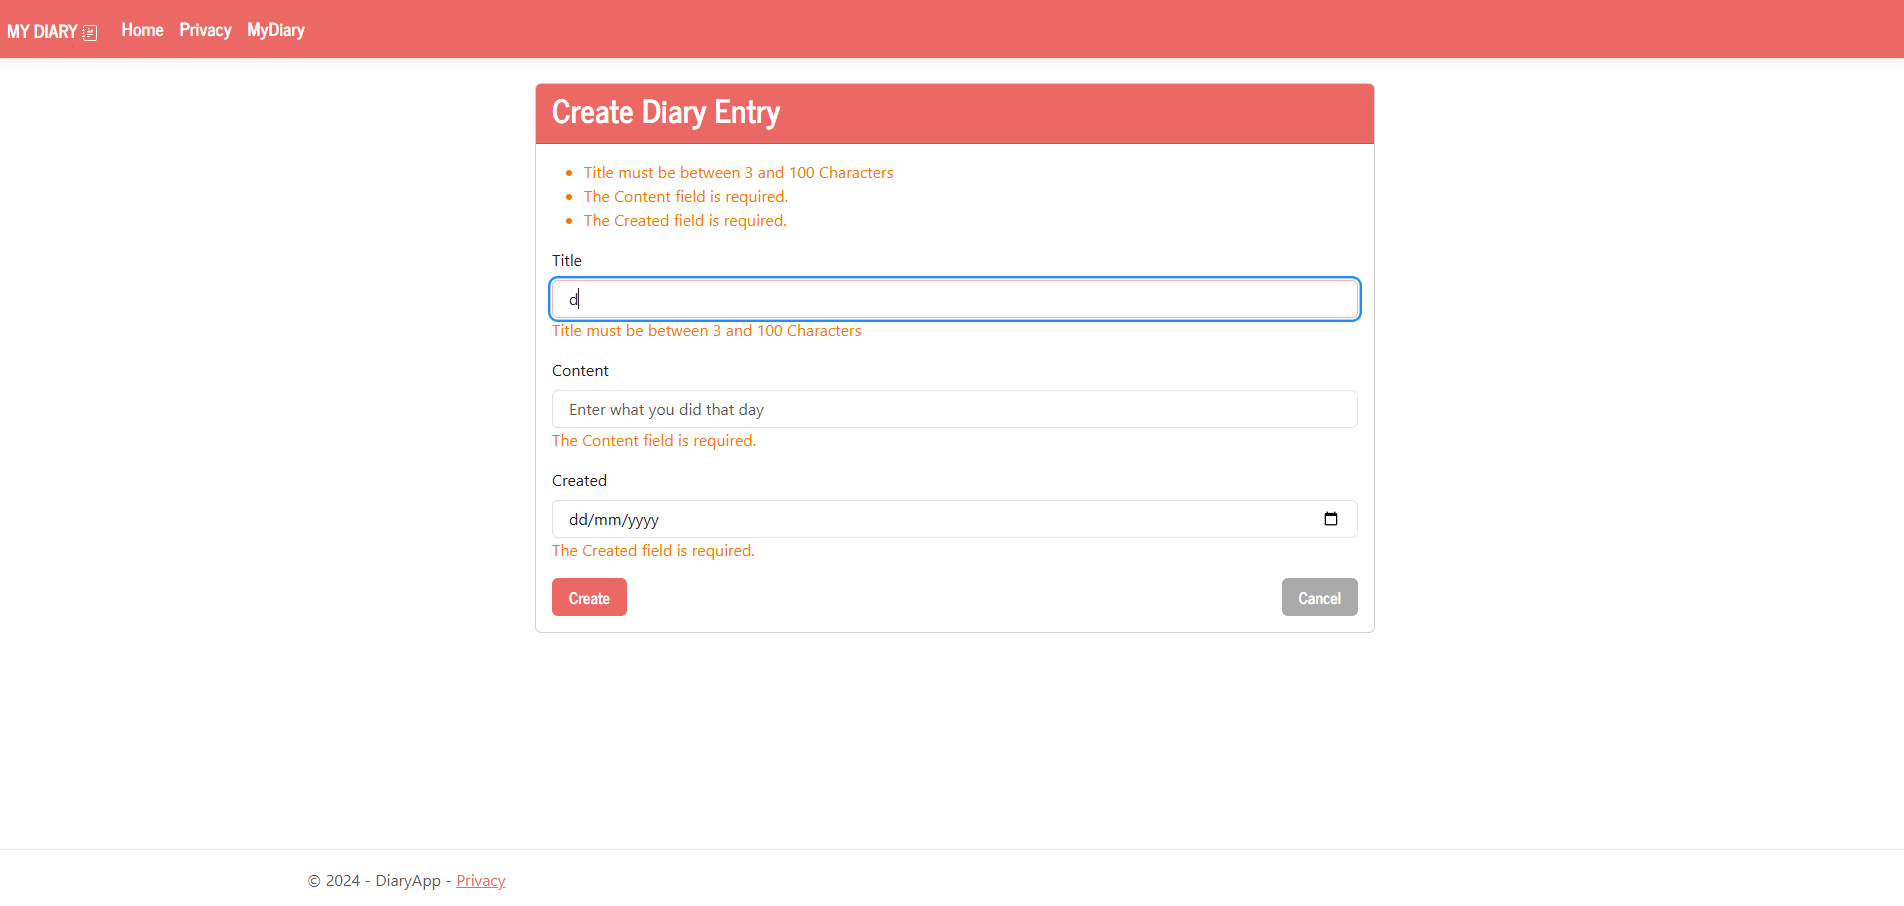 MY DIARY Home Privacy MyDiary
Create Diary Entry
Title must be between 3 and 100 Characters
The Content field is required.
The Created field is required.
Title
d
Title must be between 3 and 100 Characters
Content
Enter what you did that day
The Content field is required.
Created
dd/mm/yyyy
The Created field is required.
Create Cancel
© 2024 - DiaryApp - Privacy